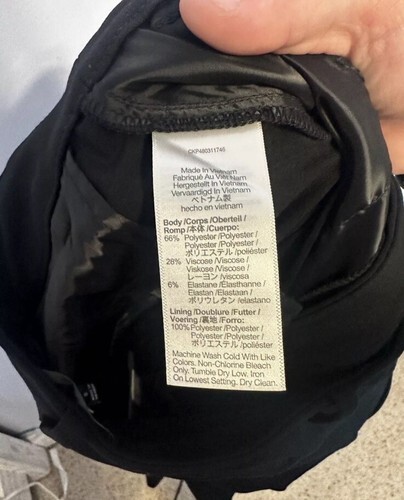 CKP480311740
Made In Vietnam
Fabriqué Au Viet Nam
Hergestellt In Vietnam
Vervaardigd In Vietnam
ベトナム製
hecho en vietnam
Body /Corps /Oberteil /
Romp /本体 /Cuerpo:
66% Polyester /Polyester /
Polyester /Polyester /
ポリエステル /poliéster
28% Viscose /Viscose /
Viskose /Viscose /
レーヨン /viscosa
6% Elastane /Elasthanne /
Elastan /Elastaan /
ポリウレタン /elastano
Lining /Doublure /Futter /
Voering /裏地 /Forro:
100% Polyester /Polyester /
Polyester /Polyester /
ポリエステル /poliéster
Machine Wash Cold With Like
Colors. Non-Chlorine Bleach
Only. Tumble Dry Low. Iron
On Lowest Setting. Dry Clean.